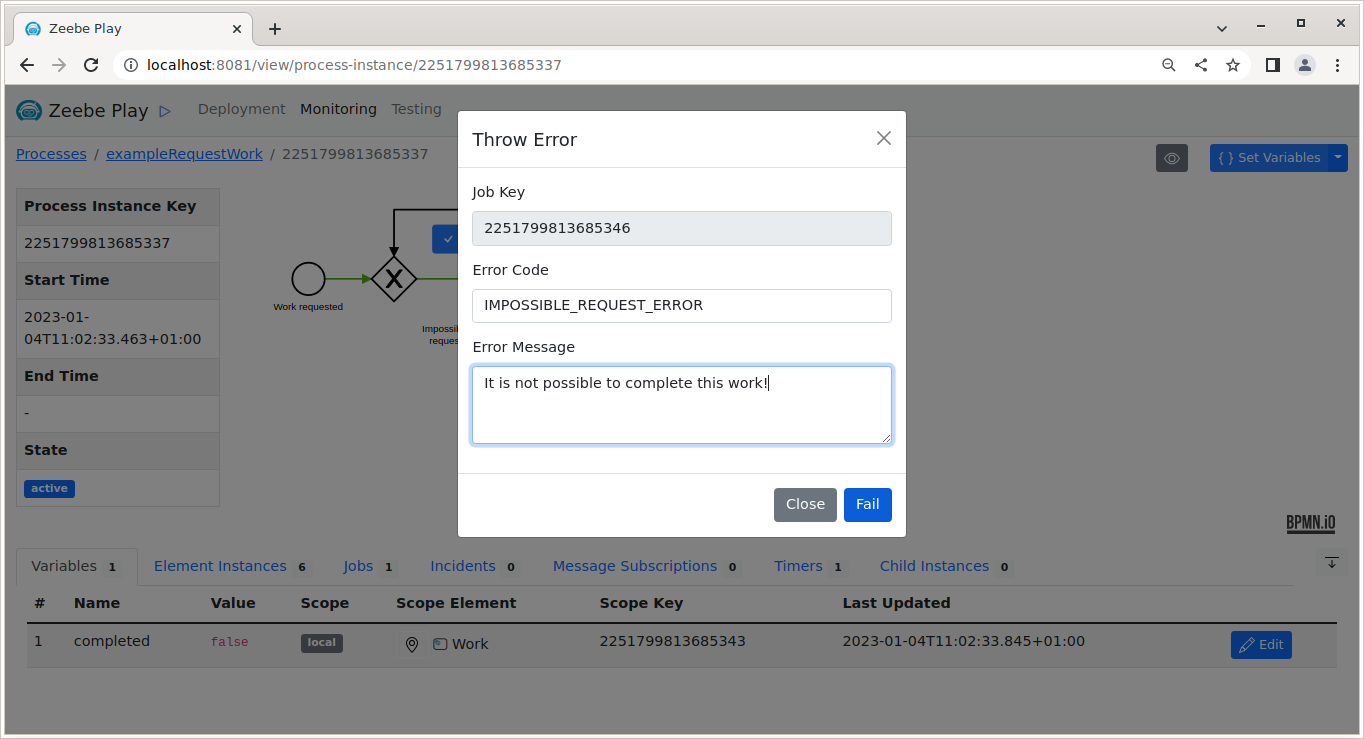 Zeebe Play
localhost:8081/view/process-instance/2251799813685337
Zeebe Play Deployment Monitoring Testing
Processes / exampleRequestWork / 2251799813685337
{ } Set Variables
Process Instance Key
2251799813685337
Start Time
2023-01-
04T11:02:33.463+01:00
End Time
-
State
active
Work requested
X
Throw Error
Job Key
2251799813685346
Error Code
IMPOSSIBLE_REQUEST_ERROR
Error Message
It is not possible to complete this work!
Close Fail
BPMN.iO
Variables 1 Element Instances 6 Jobs 1 Incidents 0 Message Subscriptions 0 Timers 1 Child Instances 0
# Name Value Scope Scope Element Scope Key Last Updated
1 completed false local Work 2251799813685343 2023-01-04T11:02:33.845+01:00 Edit